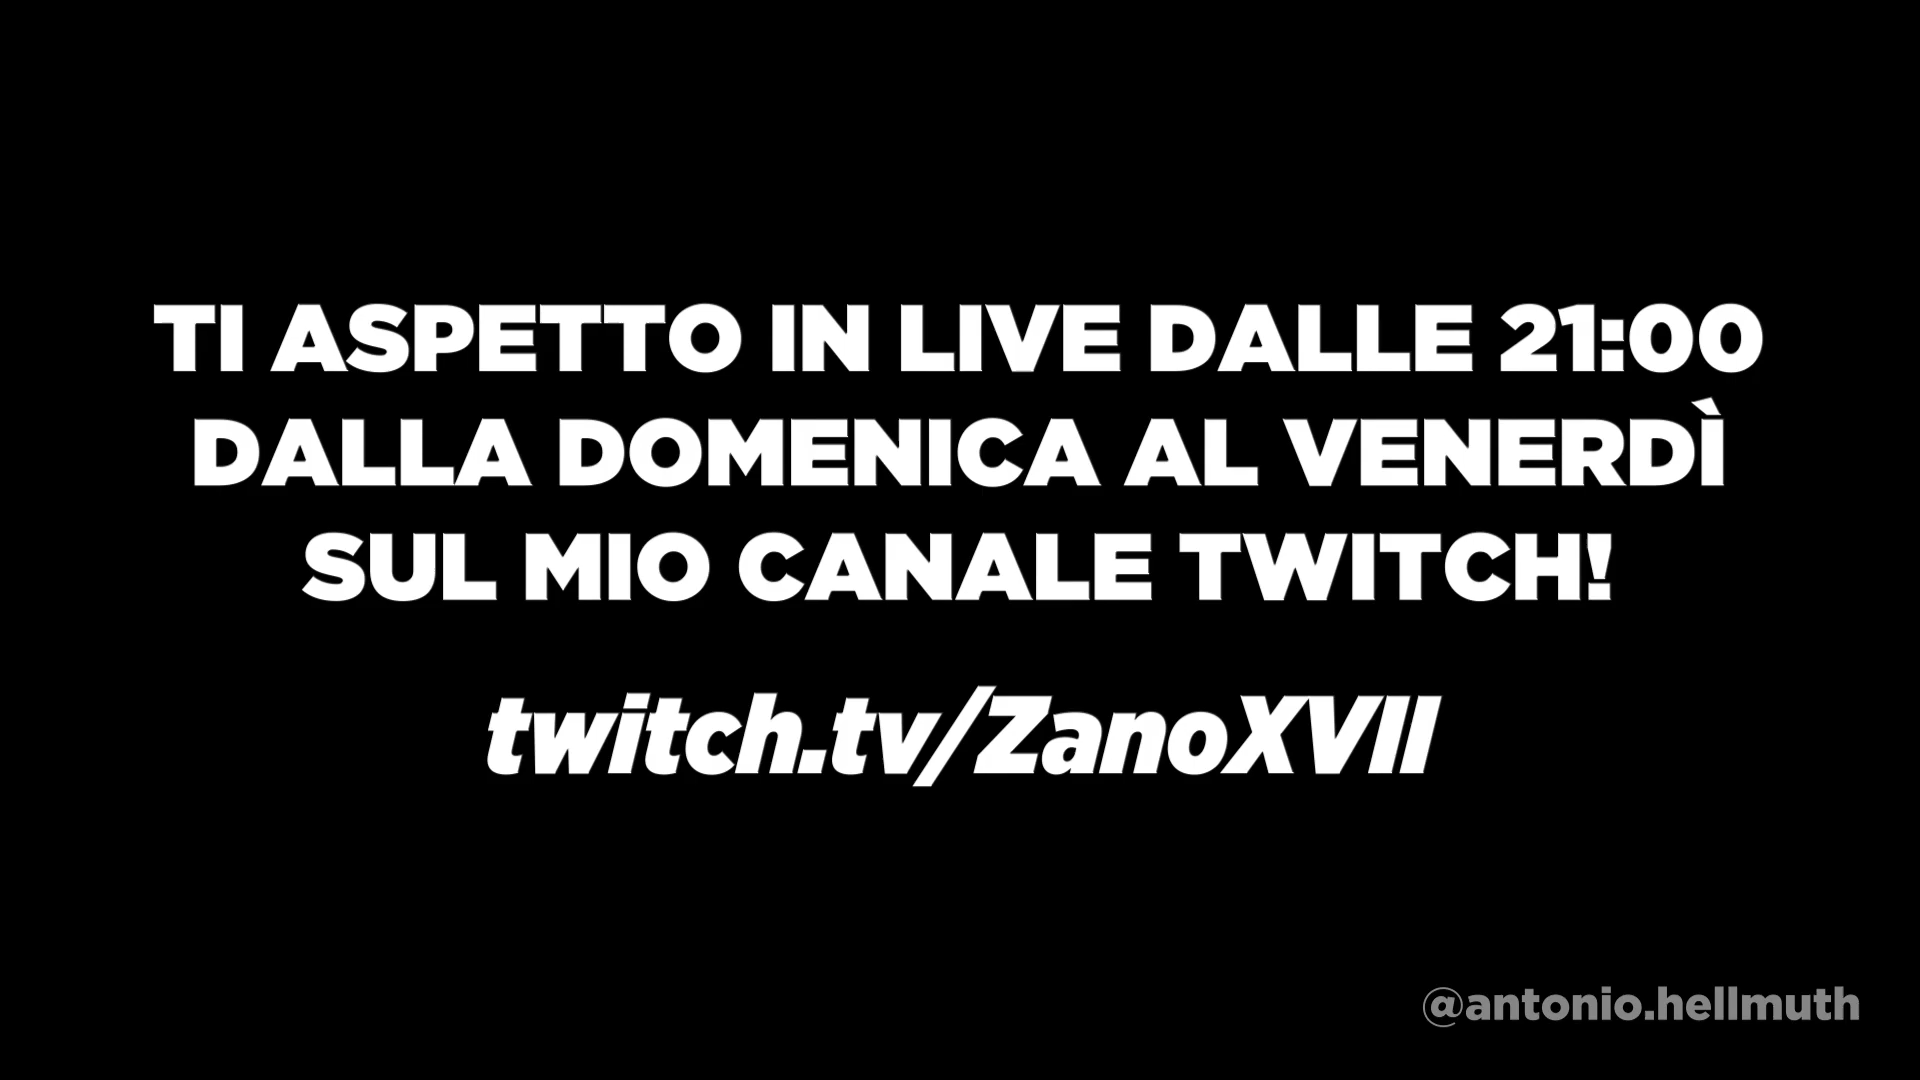 TI ASPETTO IN LIVE DALLE 21:00
DALLA DOMENICA AL VENERDÌ
SUL MIO CANALE TWITCH!
twitch.tv/ZanoXVII
@antonio.hellmuth